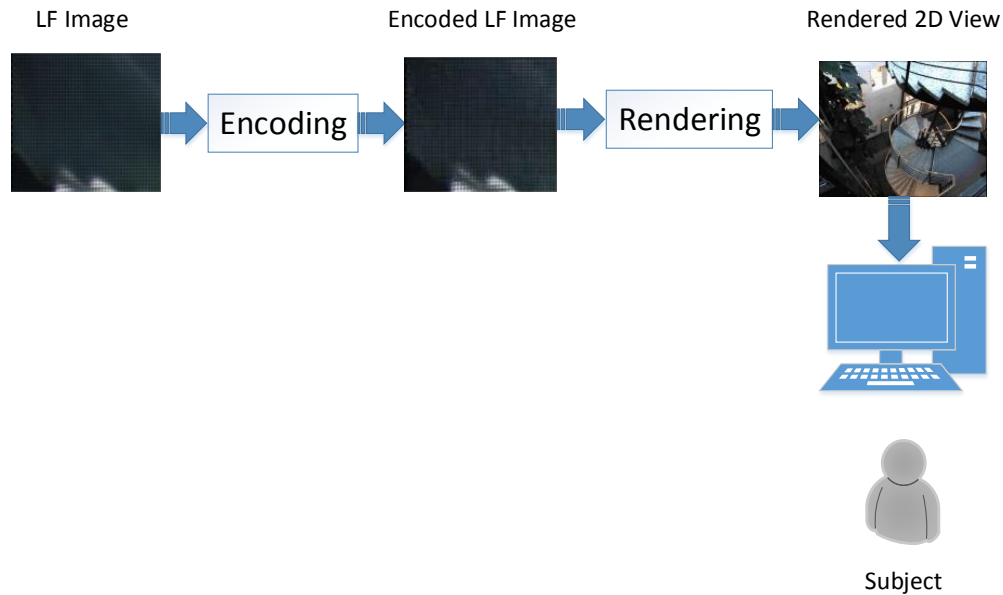 LF Image
Encoded LF Image
Rendered 2D View
Encoding
Rendering
Subject